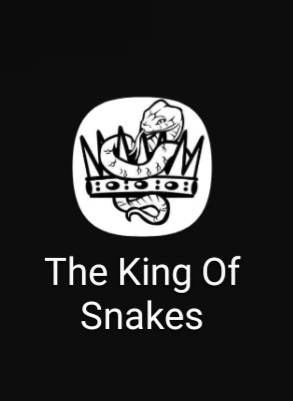 The King Of
Snakes